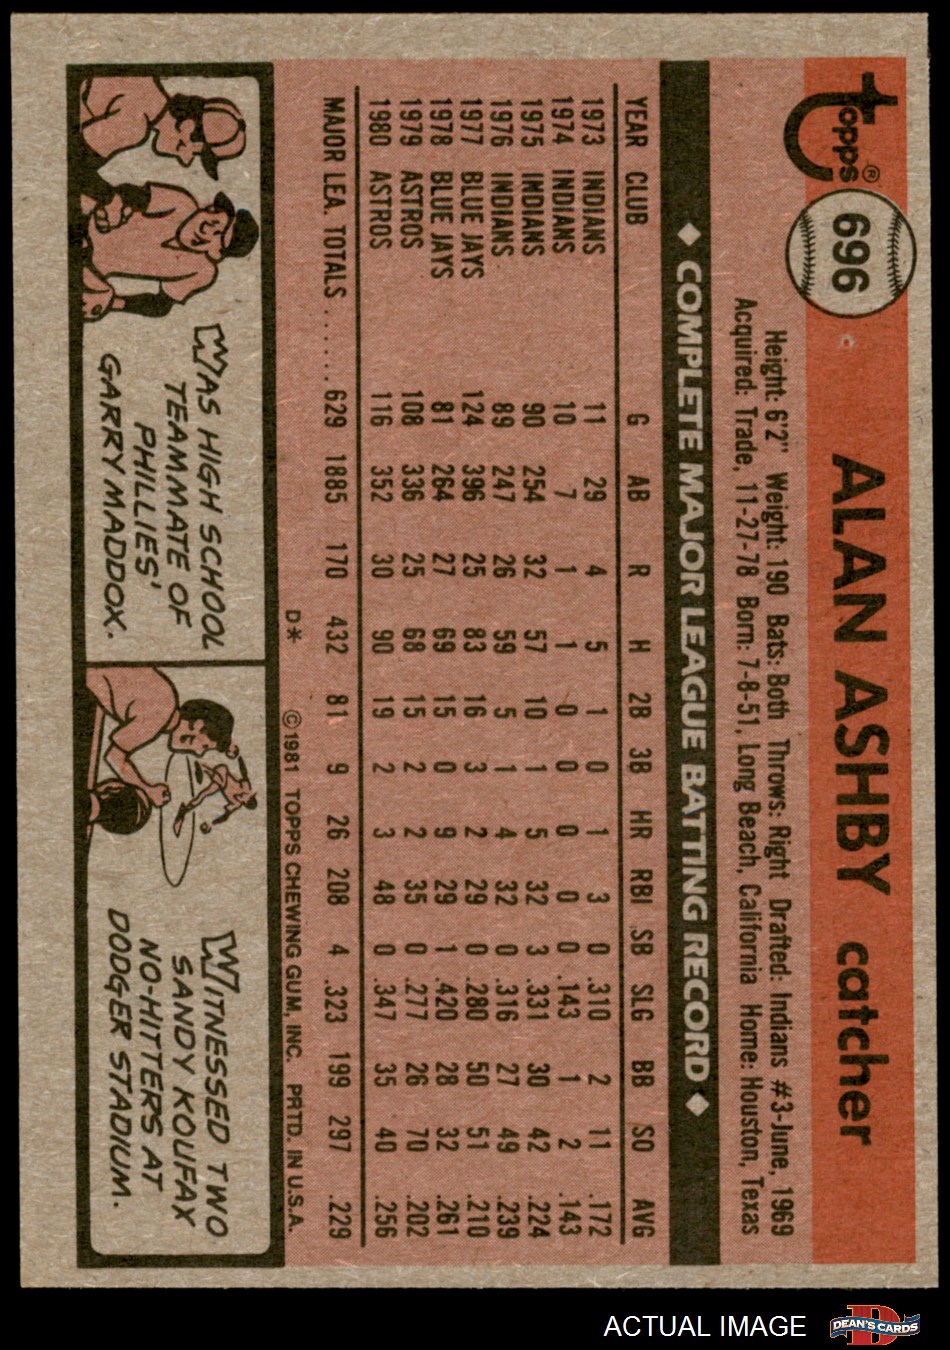 Topps® 696 ALAN ASHBY catcher
Height: 6'2" Weight: 190 Bats: Both Throws: Right Drafted: Indians #3-June, 1969
Acquired: Trade, 11-27-78 Born: 7-8-51, Long Beach, California Home: Houston, Texas
◆ COMPLETE MAJOR LEAGUE BATTING RECORD ◆
YEAR CLUB G AB R H 2B 3B HR RBI SB SLG BB SO AVG
1973 INDIANS 11 29 4 5 1 0 1 3 0 .310 2 11 .172
1974 INDIANS 10 7 1 1 0 0 0 0 0 .143 1 2 .143
1975 INDIANS 90 254 32 57 10 1 5 32 3 .331 30 42 .224
1976 INDIANS 89 247 26 59 5 1 4 32 0 .316 27 49 .239
1977 BLUE JAYS 124 396 25 83 16 3 2 29 0 .280 50 51 .210
1978 BLUE JAYS 81 264 27 69 15 0 9 29 1 .420 28 32 .261
1979 ASTROS 108 336 25 68 15 2 2 35 0 .277 26 70 .202
1980 ASTROS 116 352 30 90 19 2 3 48 0 .347 35 40 .256
MAJOR LEA. TOTALS ....... 629 1885 170 432 81 9 26 208 4 .323 199 297 .229
D* ©1981 TOPPS CHEWING GUM, INC. PRTD. IN U.S.A.
WAS HIGH SCHOOL
TEAMMATE OF
PHILLIES'
GARRY MADDOX.
WITNESSED TWO
SANDY KOUFAX
NO-HITTERS AT
DODGER STADIUM.
ACTUAL IMAGE
DEAN'S CARDS